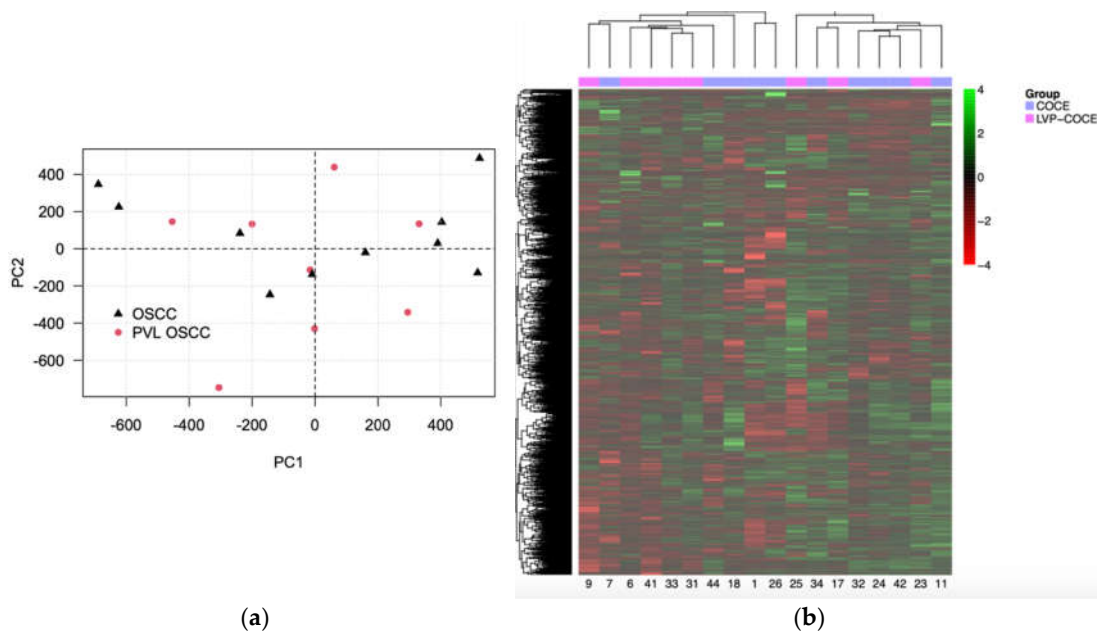 400
200
0
-200
-400
-600
PC2
OSCC
PVL OSCC
-600 -400 -200 0 200 400
PC1
(a)
4
2
0
-2
-4
Group
COCE
LVP-COCE
9 7 6 41 33 31 44 18 1 26 25 34 17 32 24 42 23 11
(b)